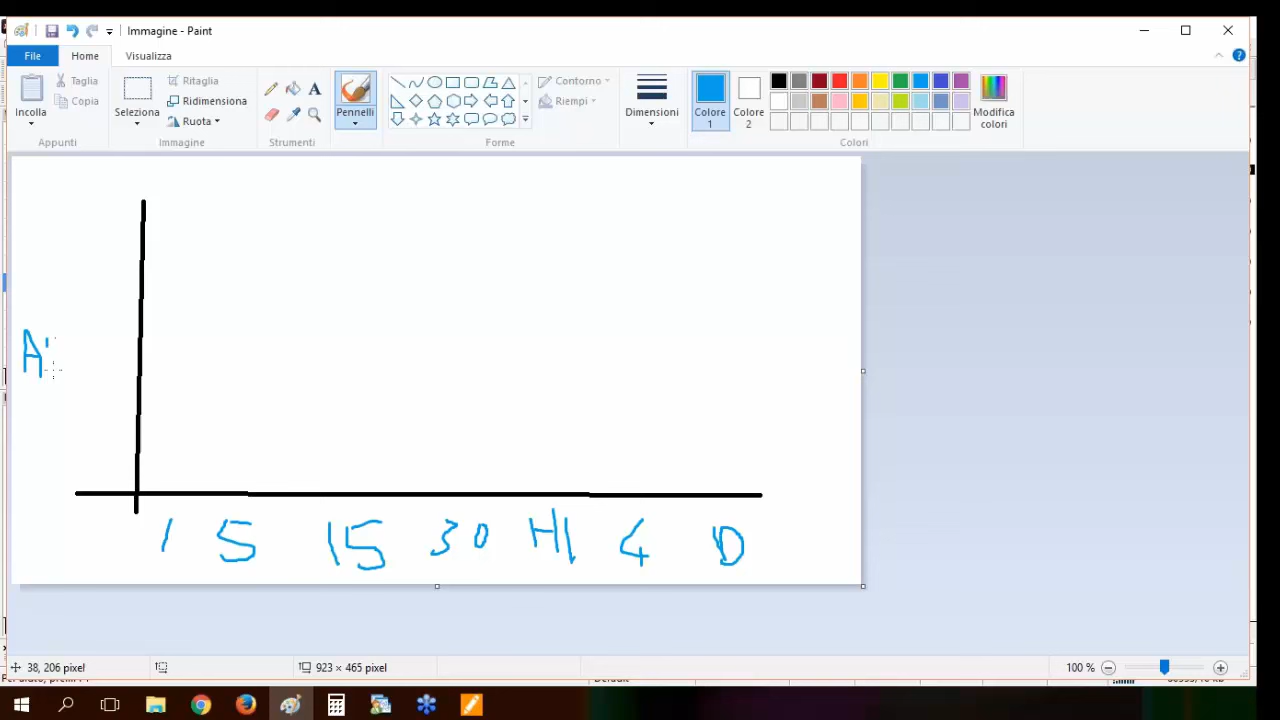 Immagine - Paint
File Home Visualizza
Incolla
Taglia
Copia
Appunti
Seleziona
Ritaglia
Ridimensiona
Ruota
Immagine
Strumenti
Pennelli
Forme
Contorno
Riempi
Dimensioni
Colore 1
Colore 2
Modifica colori
Colori
1 5 15 30 H1 4 D
38, 206 pixel
923 × 465 pixel
100 %